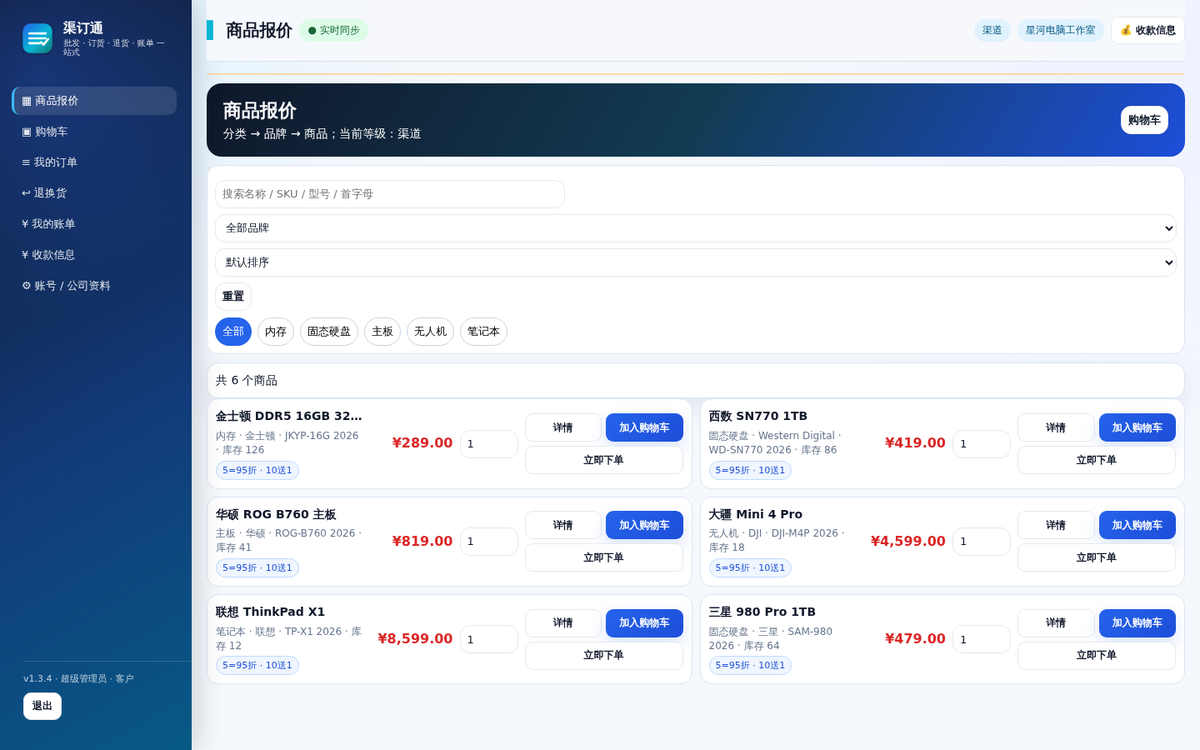 渠订通
批发 · 订货 · 退货 · 账单 一
站式
▦ 商品报价
▣ 购物车
≡ 我的订单
↩ 退换货
¥ 我的账单
¥ 收款信息
⚙ 账号 / 公司资料
v1.3.4 · 超级管理员 · 客户
退出
商品报价
● 实时同步
渠道
星河电脑工作室
💰 收款信息
商品报价
分类 → 品牌 → 商品；当前等级：渠道
购物车
搜索名称 / SKU / 型号 / 首字母
全部品牌
默认排序
重置
全部
内存
固态硬盘
主板
无人机
笔记本
共 6 个商品
金士顿 DDR5 16GB 32...
内存 · 金士顿 · JKYP-16G 2026
· 库存 126
5=95折 · 10送1
¥289.00
1
详情
加入购物车
立即下单
西数 SN770 1TB
固态硬盘 · Western Digital ·
WD-SN770 2026 · 库存 86
5=95折 · 10送1
¥419.00
1
详情
加入购物车
立即下单
华硕 ROG B760 主板
主板 · 华硕 · ROG-B760 2026 ·
库存 41
5=95折 · 10送1
¥819.00
1
详情
加入购物车
立即下单
大疆 Mini 4 Pro
无人机 · DJI · DJI-M4P 2026 ·
库存 18
5=95折 · 10送1
¥4,599.00
1
详情
加入购物车
立即下单
联想 ThinkPad X1
笔记本 · 联想 · TP-X1 2026 · 库
存 12
5=95折 · 10送1
¥8,599.00
1
详情
加入购物车
立即下单
三星 980 Pro 1TB
固态硬盘 · 三星 · SAM-980
2026 · 库存 64
5=95折 · 10送1
¥479.00
1
详情
加入购物车
立即下单